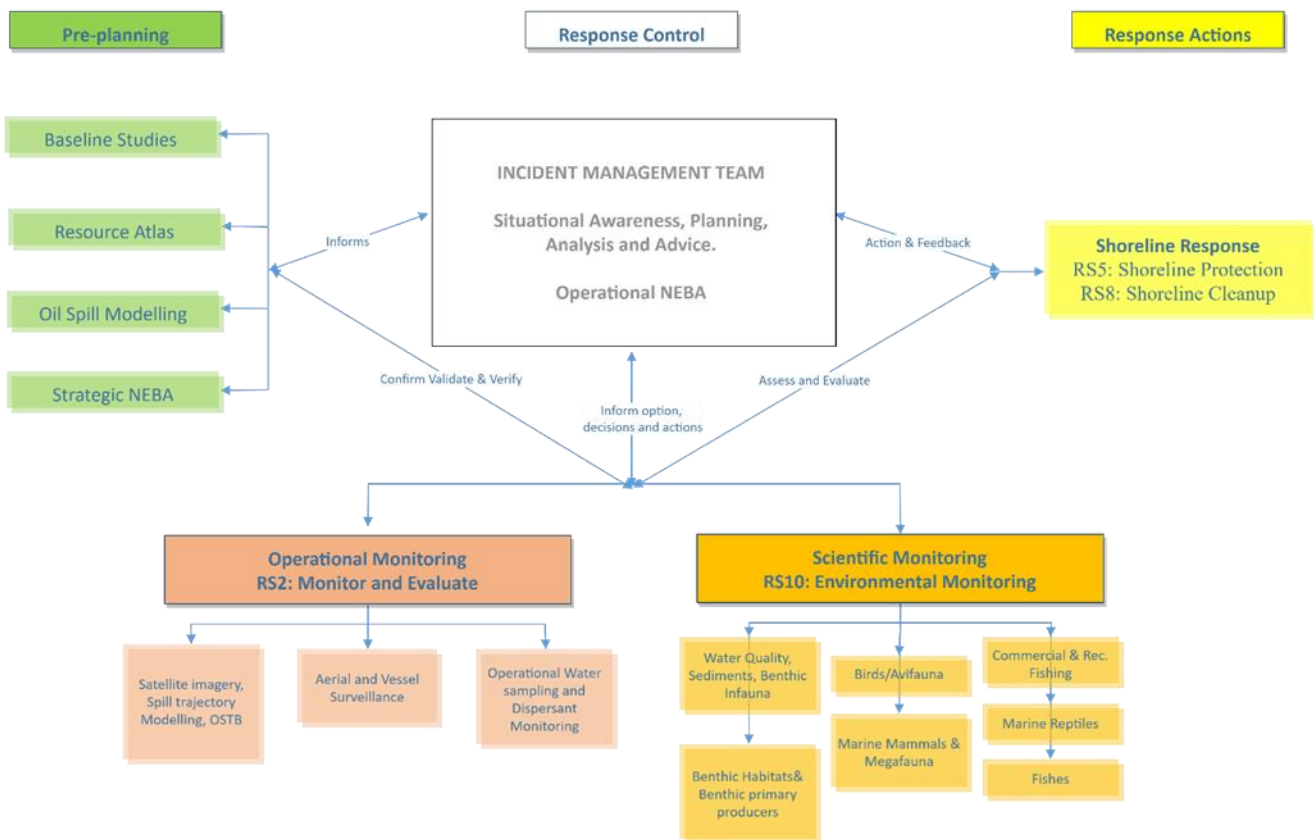 Pre-planning
Response Control
Response Actions
Baseline Studies
Resource Atlas
Oil Spill Modelling
Strategic NEBA
Informs
INCIDENT MANAGEMENT TEAM
Situational Awareness, Planning,
Analysis and Advice.
Operational NEBA
Action & Feedback
Shoreline Response
RS5: Shoreline Protection
RS8: Shoreline Cleanup
Confirm Validate & Verify
Inform option,
decisions and actions
Assess and Evaluate
Operational Monitoring
RS2: Monitor and Evaluate
Scientific Monitoring
RS10: Environmental Monitoring
Satellite imagery,
Spill trajectory
Modelling, OSTB
Aerial and Vessel
Surveillance
Operational Water
sampling and
Dispersant
Monitoring
Water Quality,
Sediments, Benthic
Infauna
Benthic Habitats&
Benthic primary
producers
Birds/Avifauna
Marine Mammals &
Megafauna
Commercial & Rec.
Fishing
Marine Reptiles
Fishes